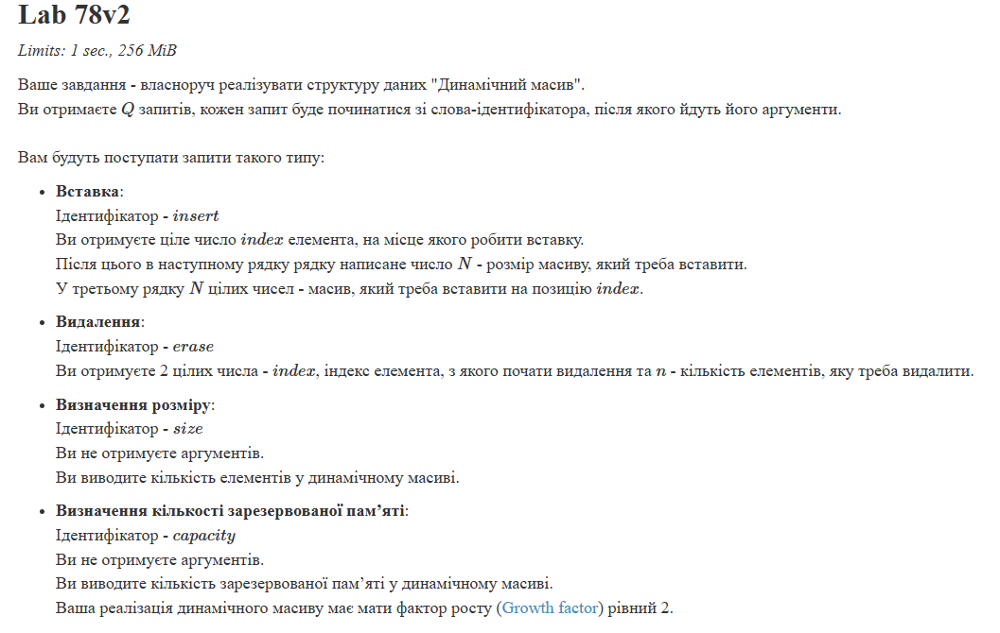 Lab 78v2
Limits: 1 sec., 256 MiB
Ваше завдання - власноруч реалізувати структуру даних "Динамічний масив".
Ви отримаєте Q запитів, кожен запит буде починатися зі слова-ідентифікатора, після якого йдуть його аргументи.
Вам будуть поступати запити такого типу:
• Вставка:
Ідентифікатор - insert
Ви отримуєте ціле число index елемента, на місце якого робити вставку.
Після цього в наступному рядку рядку написане число N - розмір масиву, який треба вставити.
У третьому рядку N цілих чисел - масив, який треба вставити на позицію index.
• Видалення:
Ідентифікатор - erase
Ви отримуєте 2 цілих числа - index, індекс елемента, з якого почати видалення та n - кількість елементів, яку треба видалити.
• Визначення розміру:
Ідентифікатор - size
Ви не отримуєте аргументів.
Ви виводите кількість елементів у динамічному масиві.
• Визначення кількості зарезервованої пам’яті:
Ідентифікатор - capacity
Ви не отримуєте аргументів.
Ви виводите кількість зарезервованої пам’яті у динамічному масиві.
Ваша реалізація динамічного масиву має мати фактор росту (Growth factor) рівний 2.